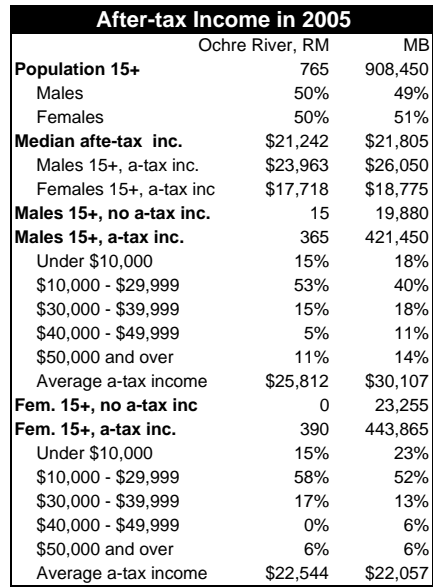 After-tax Income in 2005
Ochre River, RM MB
Population 15+ 765 908,450
Males 50% 49%
Females 50% 51%
Median afte-tax inc. $21,242 $21,805
Males 15+, a-tax inc. $23,963 $26,050
Females 15+, a-tax inc $17,718 $18,775
Males 15+, no a-tax inc. 15 19,880
Males 15+, a-tax inc. 365 421,450
Under $10,000 15% 18%
$10,000 - $29,999 53% 40%
$30,000 - $39,999 15% 18%
$40,000 - $49,999 5% 11%
$50,000 and over 11% 14%
Average a-tax income $25,812 $30,107
Fem. 15+, no a-tax inc 0 23,255
Fem. 15+, a-tax inc. 390 443,865
Under $10,000 15% 23%
$10,000 - $29,999 58% 52%
$30,000 - $39,999 17% 13%
$40,000 - $49,999 0% 6%
$50,000 and over 6% 6%
Average a-tax income $22,544 $22,057